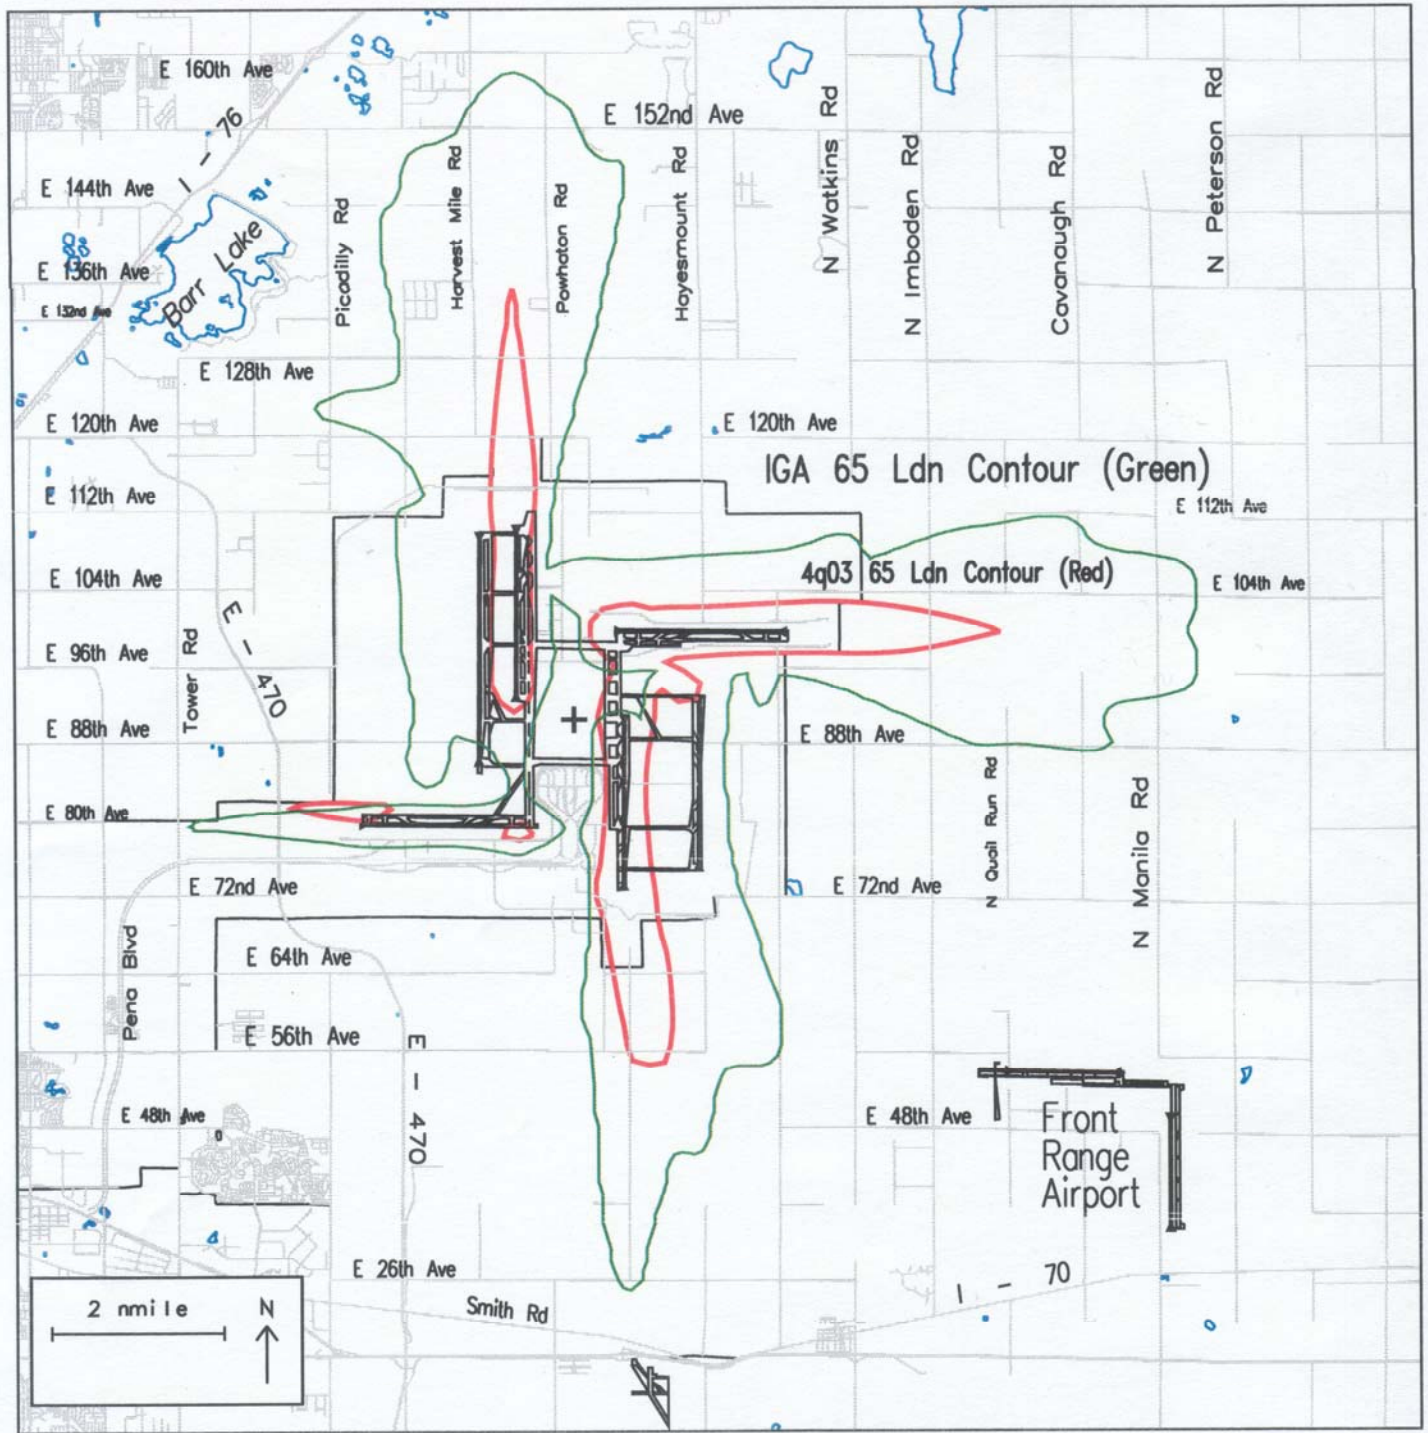 E 160th Ave
I - 76
E 152nd Ave
N Watkins Rd
N Peterson Rd
N Imboden Rd
Cavanaugh Rd
E 144th Ave
Picadilly Rd
Harvest Mile Rd
Powhaton Rd
Hayesmount Rd
E 136th Ave
Barr Lake
E 132nd Ave
E 128th Ave
E 120th Ave
E 120th Ave
IGA 65 Ldn Contour (Green)
E 112th Ave
E 112th Ave
E 104th Ave
4q03 65 Ldn Contour (Red)
E 104th Ave
E - 470
Tower Rd
E 96th Ave
E 88th Ave
E 88th Ave
N Quail Run Rd
N Manila Rd
E 80th Ave
E 72nd Ave
E 72nd Ave
Pena Blvd
E 64th Ave
E 56th Ave
E - 470
E 48th Ave
E 48th Ave
Front
Range
Airport
E 26th Ave
I - 70
Smith Rd
2 nmile
N